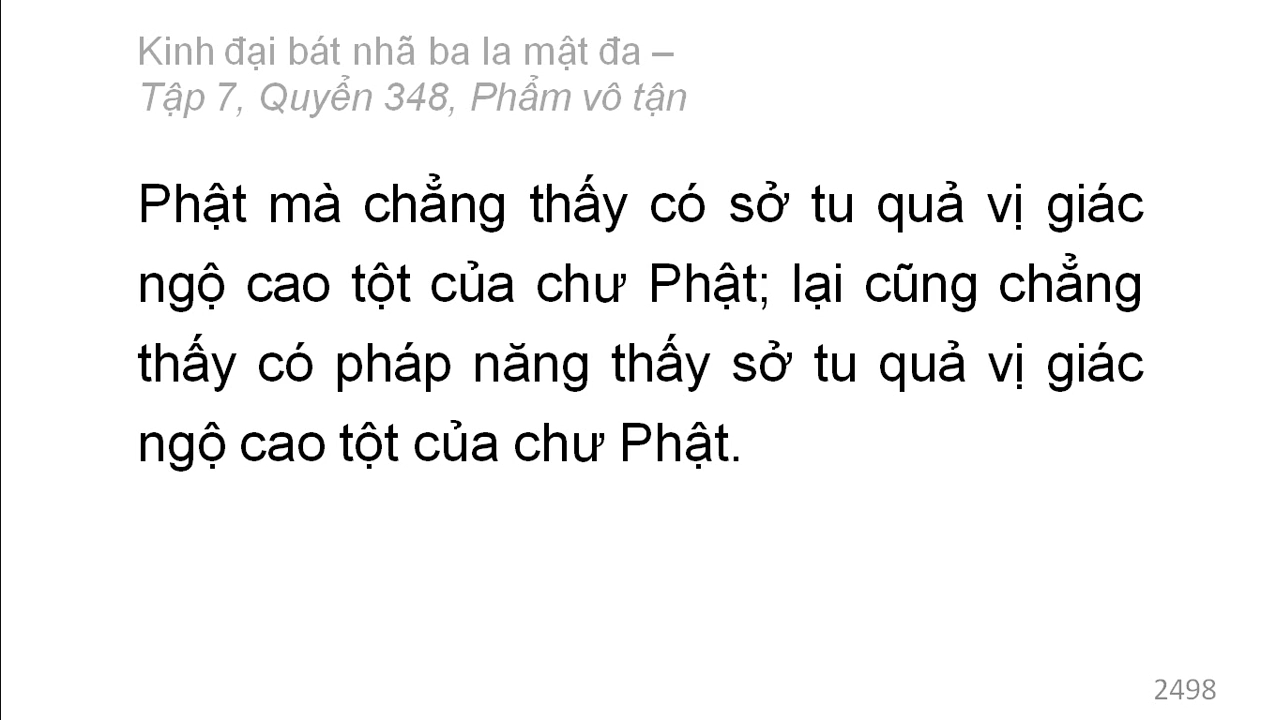 Kinh đại bát nhã ba la mật đa –
Tập 7, Quyển 348, Phẩm vô tận
Phật mà chẳng thấy có sở tu quả vị giác
ngộ cao tột của chư Phật; lại cũng chẳng
thấy có pháp năng thấy sở tu quả vị giác
ngộ cao tột của chư Phật.
2498